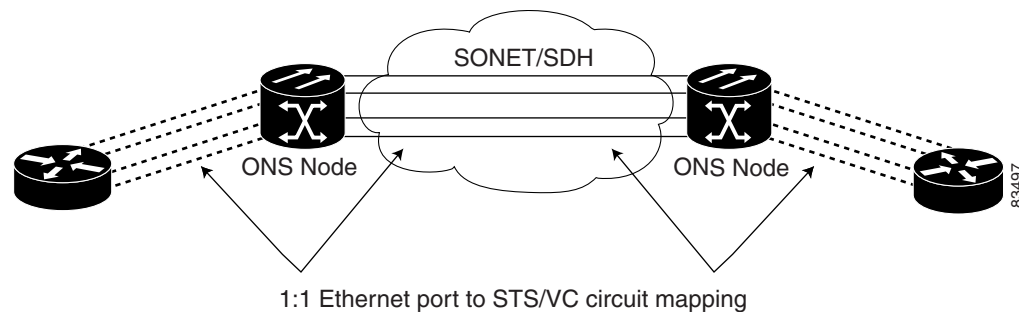 SONET/SDH
ONS Node
ONS Node
83497
1:1 Ethernet port to STS/VC circuit mapping